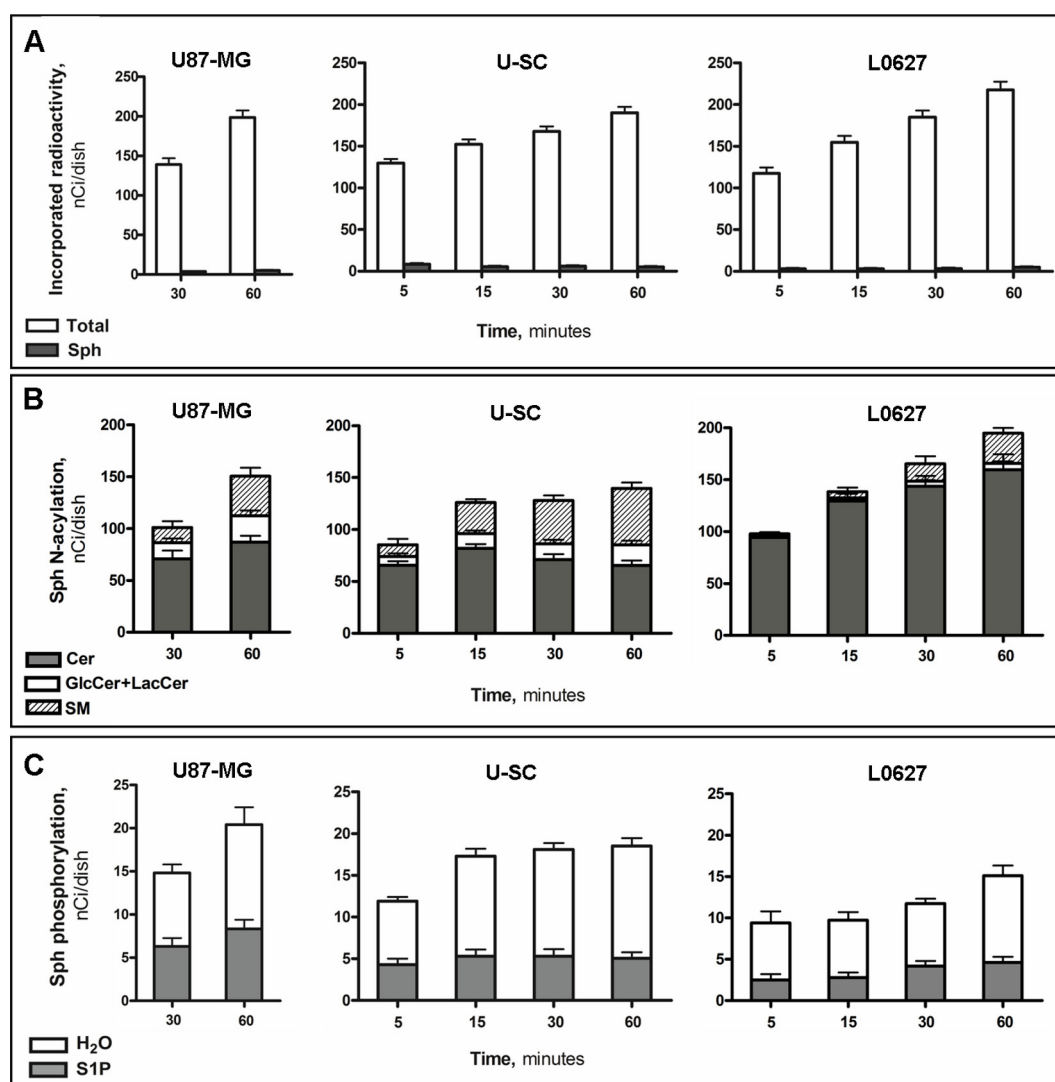 A
U87-MG
U-SC
L0627
Incorporated radioactivity,
nCi/dish
250
200
150
100
50
0
30
60
250
200
150
100
50
0
5
15
30
60
250
200
150
100
50
0
5
15
30
60
Total
Sph
Time, minutes
B
U87-MG
U-SC
L0627
Sph N-acylation,
nCi/dish
200
150
100
50
0
30
60
200
150
100
50
0
5
15
30
60
200
150
100
50
0
5
15
30
60
Cer
GlcCer+LacCer
SM
Time, minutes
C
U87-MG
U-SC
L0627
Sph phosphorylation,
nCi/dish
25
20
15
10
5
0
30
60
25
20
15
10
5
0
5
15
30
60
25
20
15
10
5
0
5
15
30
60
H₂O
S1P
Time, minutes